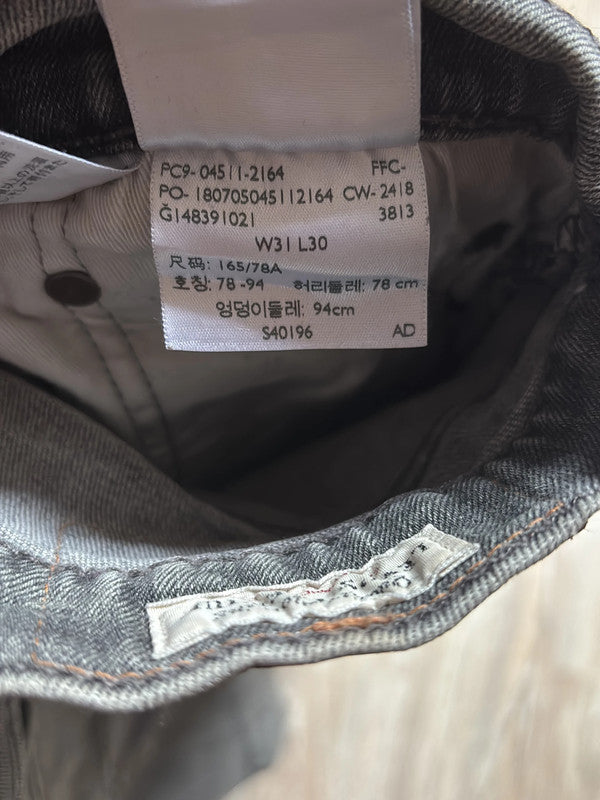 PC9- 04511-2164 FFC-
PO- 180705045112164 CW- 2418
Ğ148391021 3813
W31 L30
尺码: 165/78A
호칭: 78 -94 허리둘레: 78 cm
엉덩이둘레: 94cm
S40196 AD